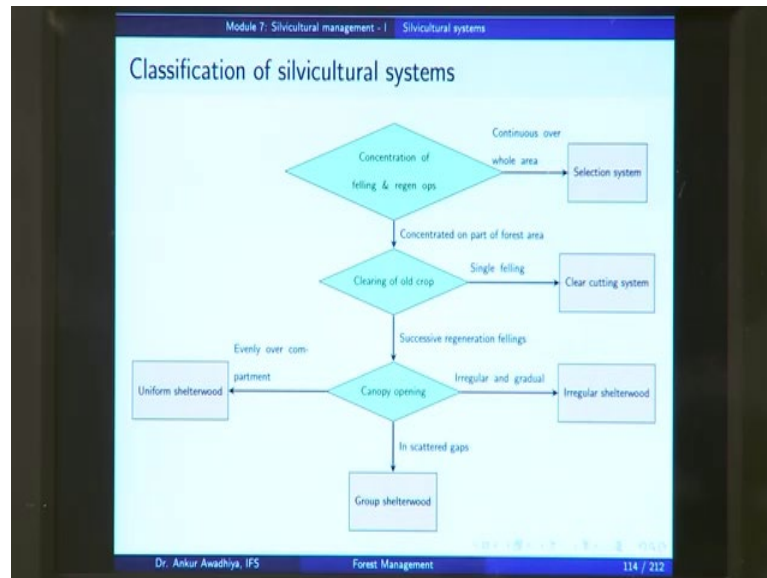 Module 7: Silvicultural management - I Silvicultural systems
Classification of silvicultural systems
Concentration of
felling & regen ops
Continuous over
whole area
Selection system
Concentrated on part of forest area
Clearing of old crop
Single felling
Clear cutting system
Successive regeneration fellings
Evenly over com-
partment
Uniform shelterwood
Canopy opening
Irregular and gradual
Irregular shelterwood
In scattered gaps
Group shelterwood
Dr. Ankur Awadhiya, IFS Forest Management 114 / 212